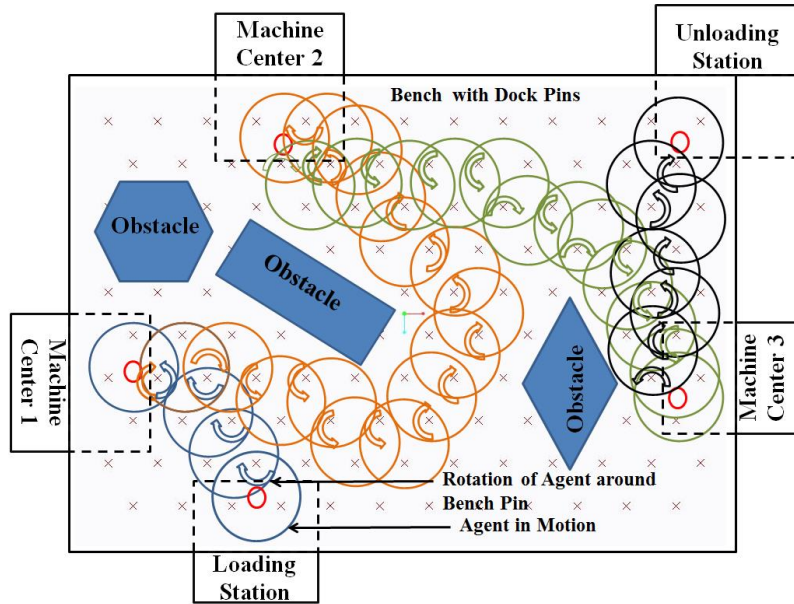 Machine
Center 2
Unloading
Station
Bench with Dock Pins
Obstacle
Obstacle
Machine
Center 1
Obstacle
Machine
Center 3
Rotation of Agent around
Bench Pin
Agent in Motion
Loading
Station